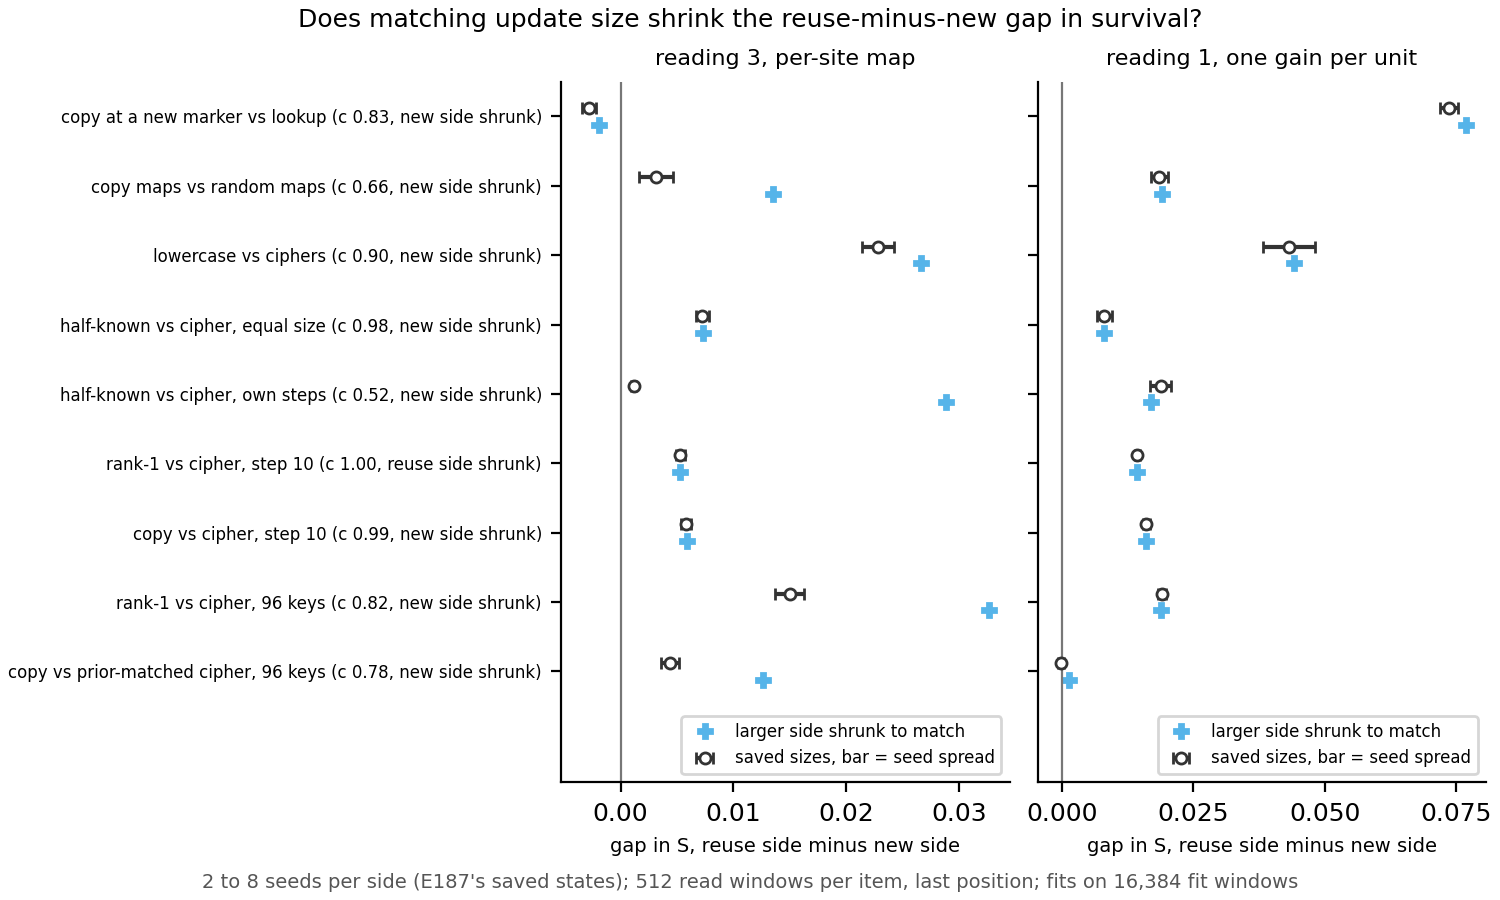 Does matching update size shrink the reuse-minus-new gap in survival?
reading 3, per-site map
reading 1, one gain per unit
copy at a new marker vs lookup (c 0.83, new side shrunk)
copy maps vs random maps (c 0.66, new side shrunk)
lowercase vs ciphers (c 0.90, new side shrunk)
half-known vs cipher, equal size (c 0.98, new side shrunk)
half-known vs cipher, own steps (c 0.52, new side shrunk)
rank-1 vs cipher, step 10 (c 1.00, reuse side shrunk)
copy vs cipher, step 10 (c 0.99, new side shrunk)
rank-1 vs cipher, 96 keys (c 0.82, new side shrunk)
copy vs prior-matched cipher, 96 keys (c 0.78, new side shrunk)
larger side shrunk to match
saved sizes, bar = seed spread
larger side shrunk to match
saved sizes, bar = seed spread
0.00 0.01 0.02 0.03
0.000 0.025 0.050 0.075
gap in S, reuse side minus new side
gap in S, reuse side minus new side
2 to 8 seeds per side (E187's saved states); 512 read windows per item, last position; fits on 16,384 fit windows